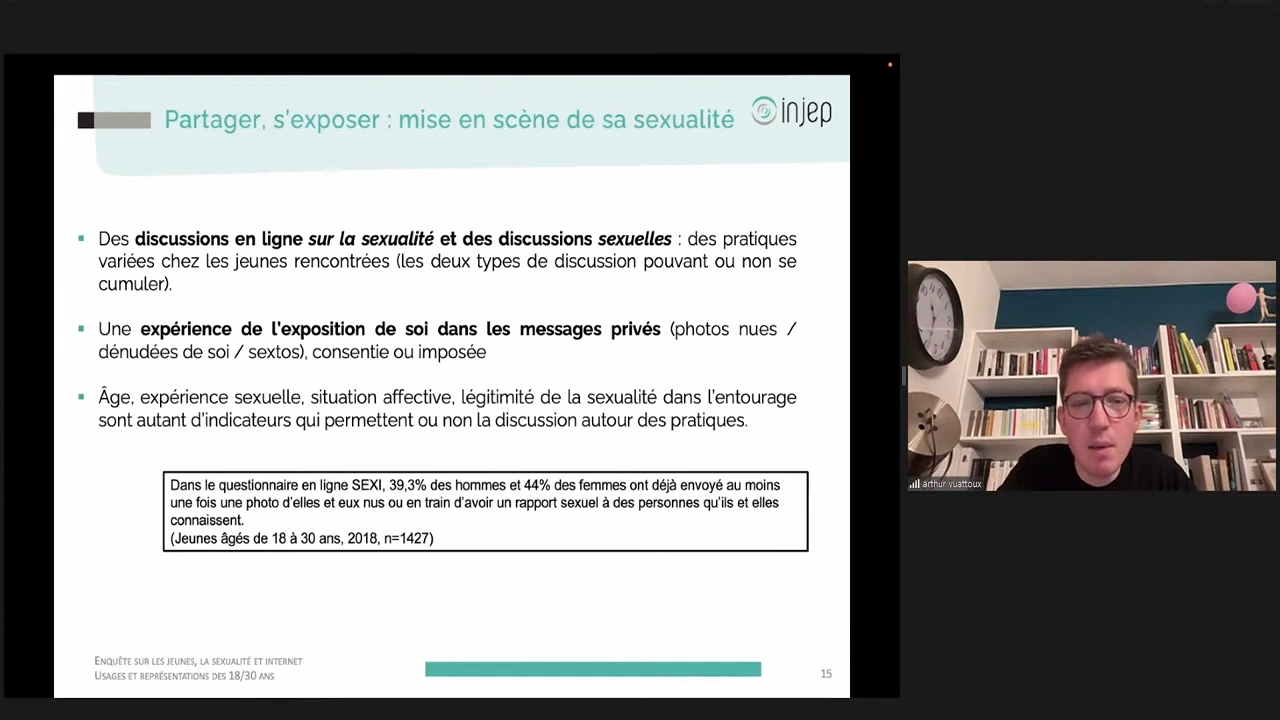 Partager, s'exposer : mise en scène de sa sexualité
injep
▪ Des discussions en ligne sur la sexualité et des discussions sexuelles : des pratiques
variées chez les jeunes rencontrées (les deux types de discussion pouvant ou non se
cumuler).
▪ Une expérience de l'exposition de soi dans les messages privés (photos nues /
dénudées de soi / sextos), consentie ou imposée
▪ Âge, expérience sexuelle, situation affective, légitimité de la sexualité dans l'entourage
sont autant d'indicateurs qui permettent ou non la discussion autour des pratiques.
Dans le questionnaire en ligne SEXI, 39,3% des hommes et 44% des femmes ont déjà envoyé au moins
une fois une photo d'elles et eux nus ou en train d'avoir un rapport sexuel à des personnes qu'ils et elles
connaissent.
(Jeunes âgés de 18 à 30 ans, 2018, n=1427)
Enquête sur les jeunes, la sexualité et internet
Usages et représentations des 18/30 ans
15
arthur vuattoux